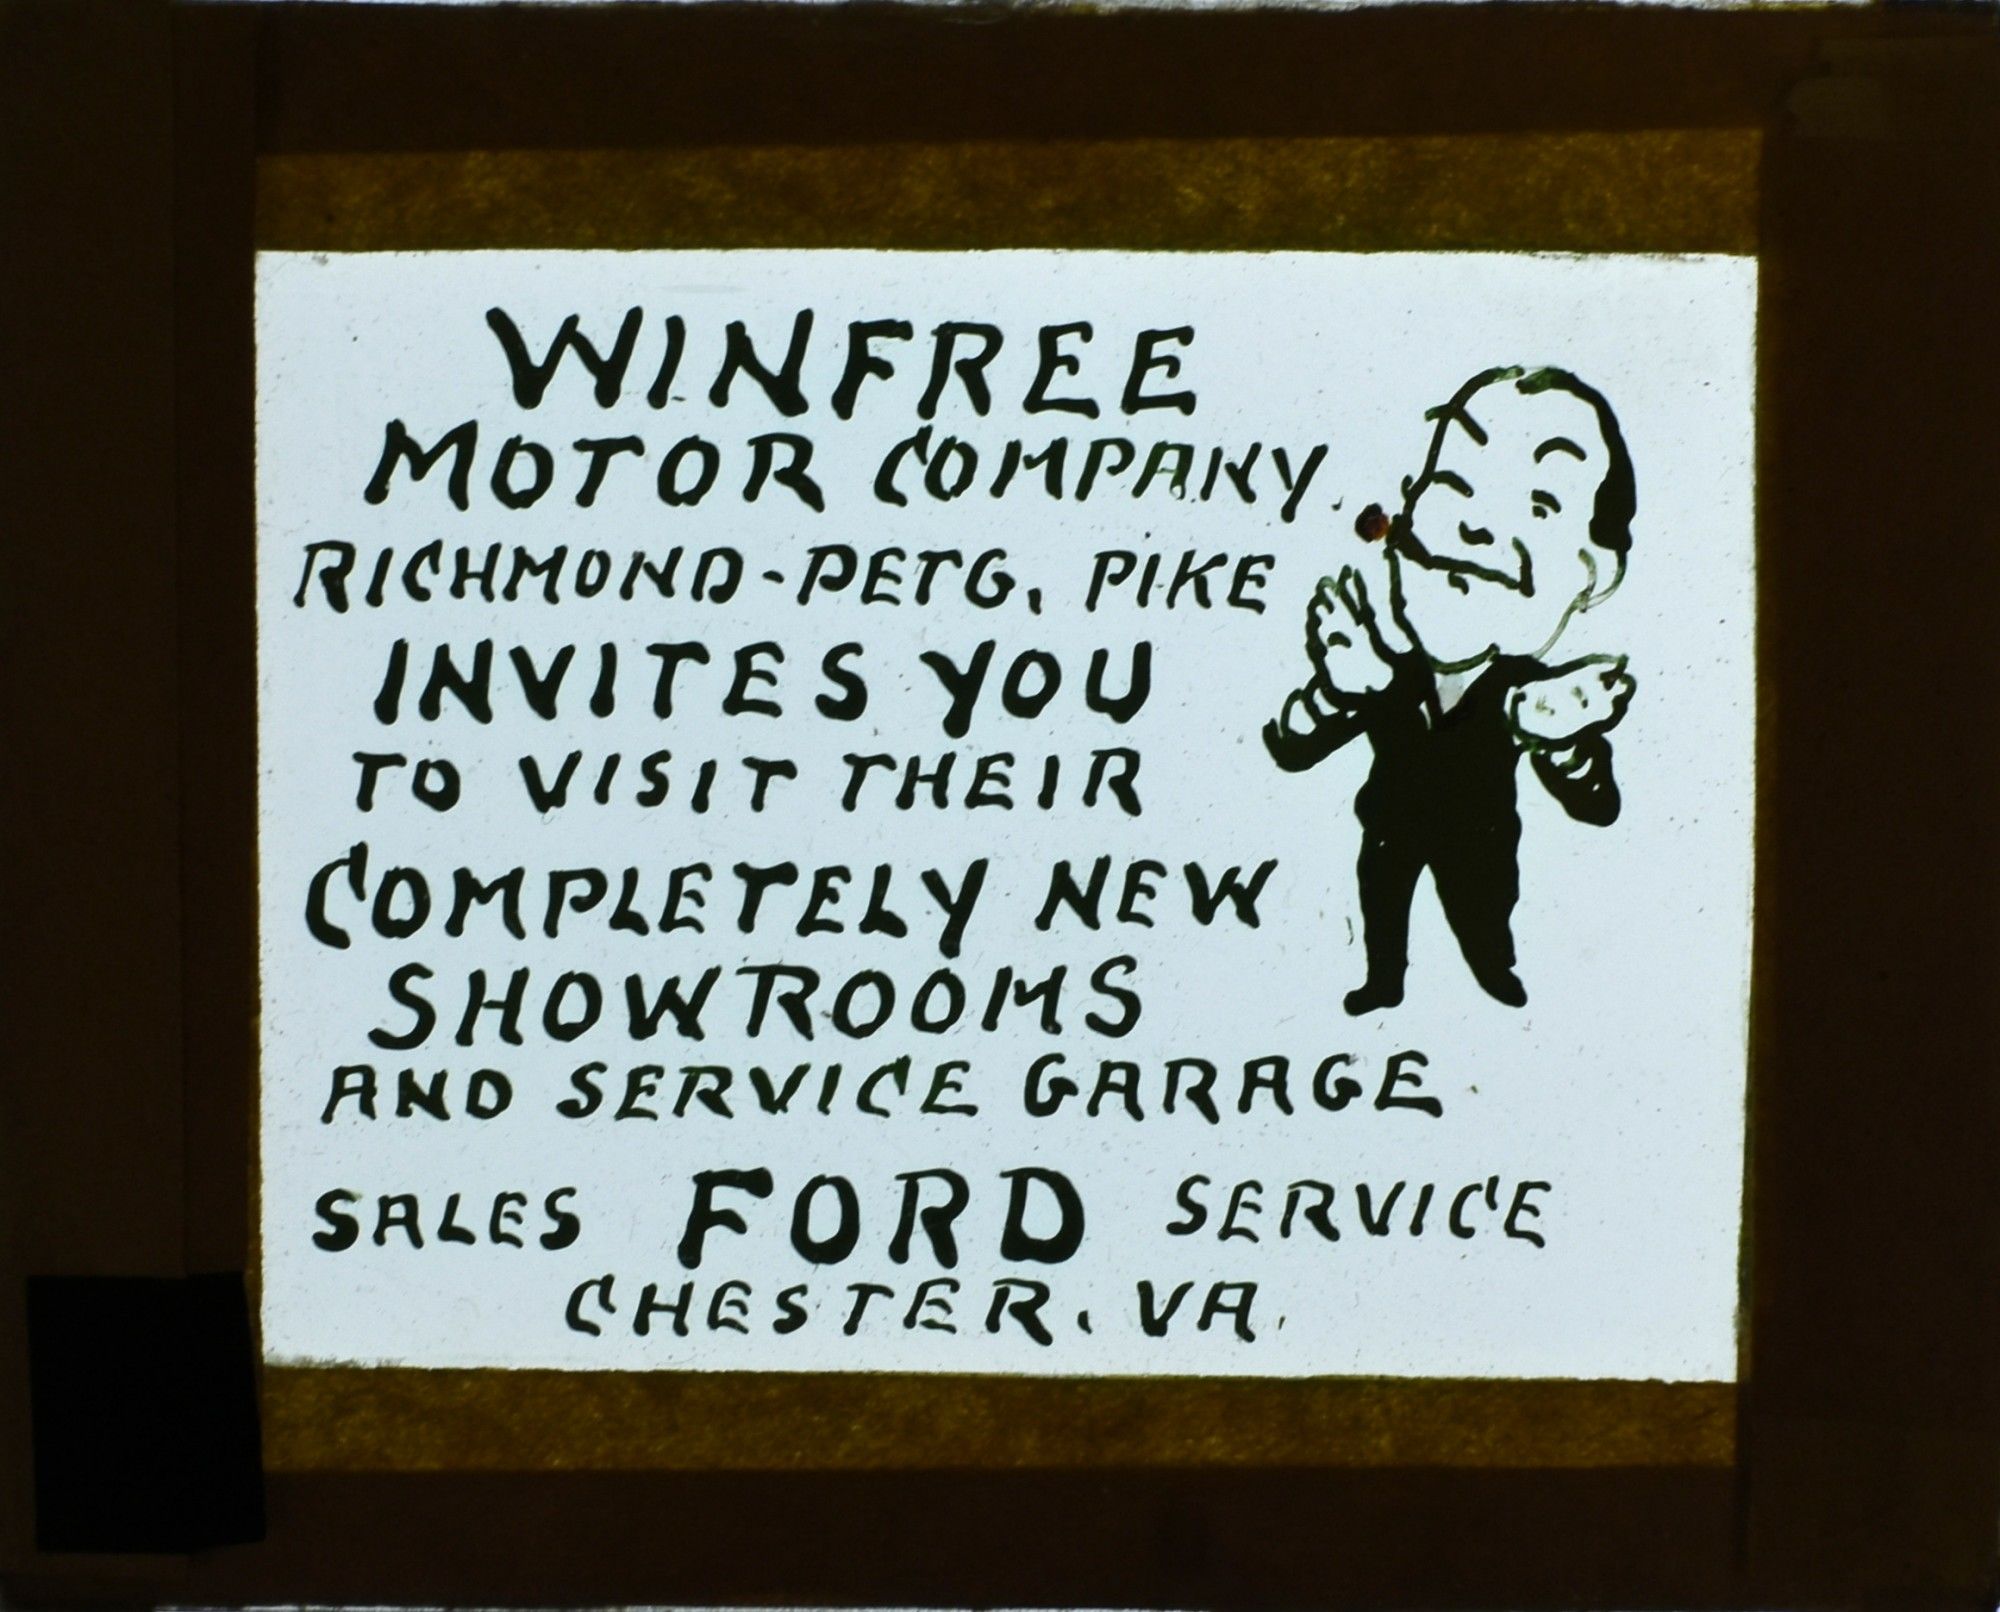 WINFREE
MOTOR COMPANY.
RICHMOND-PETG, PIKE
INVITES YOU
TO VISIT THEIR
COMPLETELY NEW
SHOWROOMS
AND SERVICE GARAGE
SALES FORD SERVICE
CHESTER, VA.